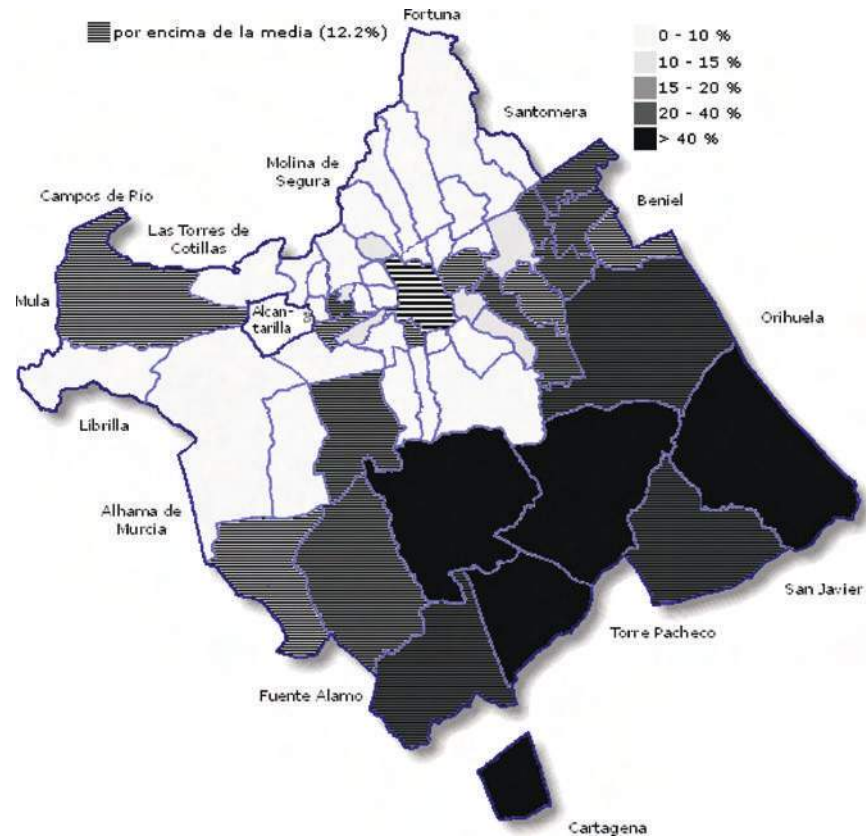 Fortuna
por encima de la media (12.2%)
0 - 10 %
10 - 15 %
15 - 20 %
20 - 40 %
> 40 %
Santomera
Molina de
Segura
Campos de Río
Beniel
Las Torres de
Cotillas
Mula
Alcan-
tarilla
Orihuela
Librilla
Alhama de
Murcia
San Javier
Torre Pacheco
Fuente Alamo
Cartagena